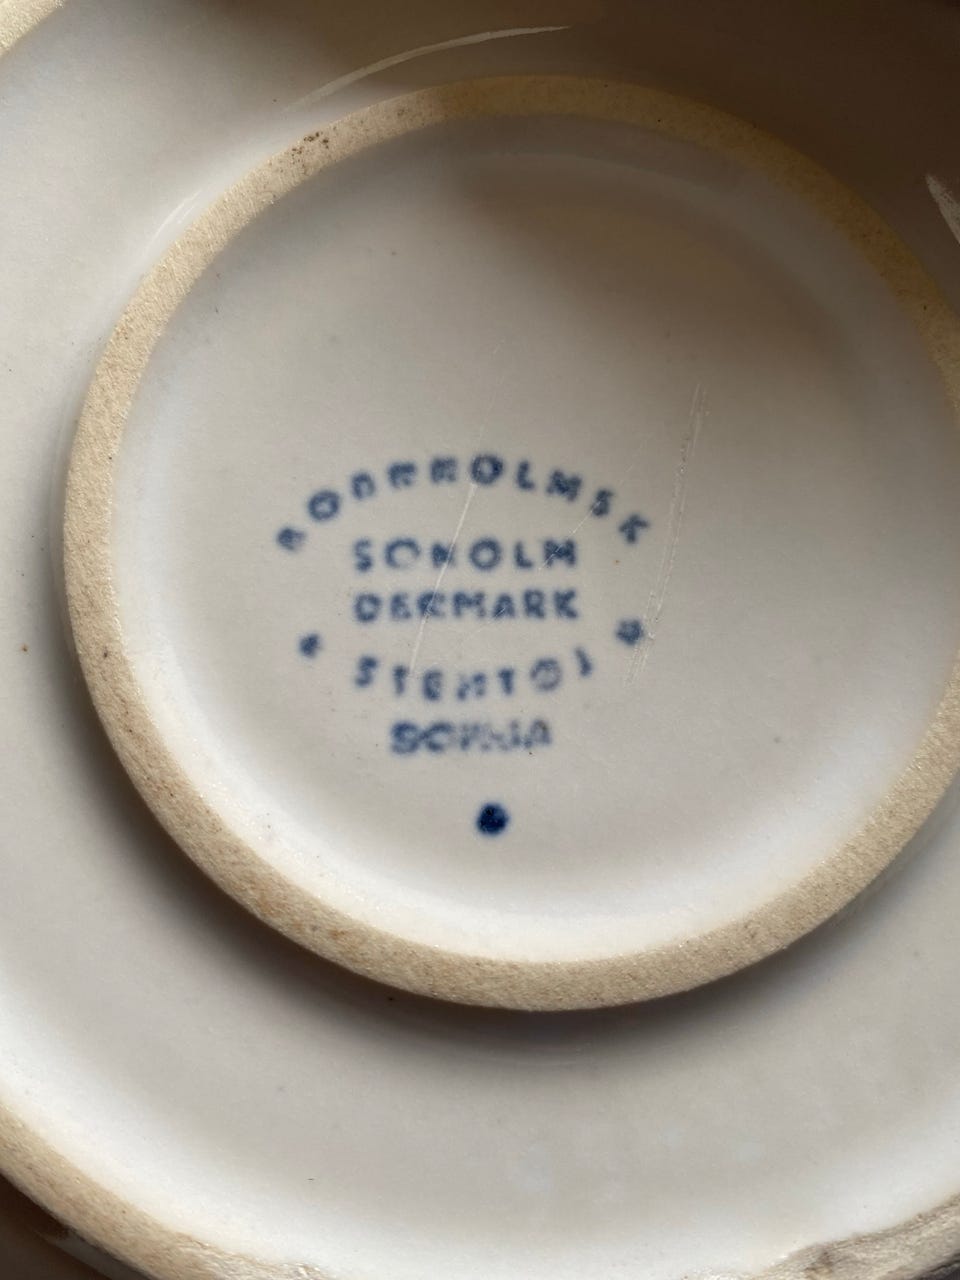 BORNHOLMSK
SØHOLM
DENMARK
* STENTØJ *
SONJA